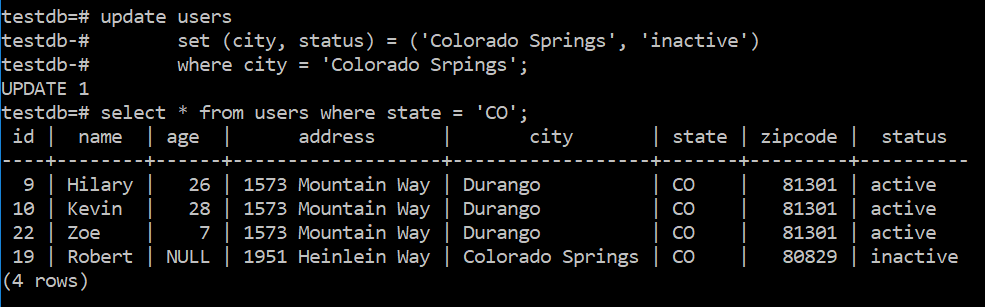 testdb=# update users
testdb-#       set (city, status) = ('Colorado Springs', 'inactive')
testdb-#       where city = 'Colorado Srpings';
UPDATE 1
testdb=# select * from users where state = 'CO';
 id |  name  | age  |     address      |       city       | state | zipcode |  status
----+--------+------+------------------+------------------+-------+---------+----------
  9 | Hilary |   26 | 1573 Mountain Way | Durango          | CO    |   81301 | active
 10 | Kevin  |   28 | 1573 Mountain Way | Durango          | CO    |   81301 | active
 22 | Zoe    |    7 | 1573 Mountain Way | Durango          | CO    |   81301 | active
 19 | Robert | NULL | 1951 Heinlein Way | Colorado Springs | CO    |   80829 | inactive
(4 rows)